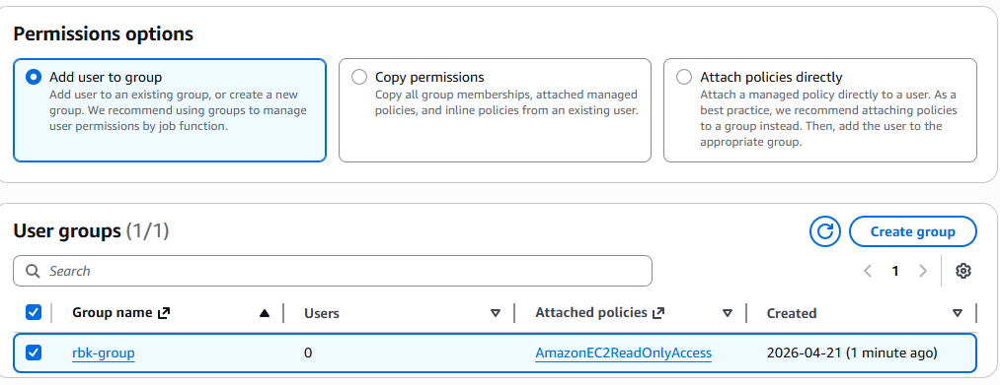 Permissions options
Add user to group
Add user to an existing group, or create a new
group. We recommend using groups to manage
user permissions by job function.
Copy permissions
Copy all group memberships, attached managed
policies, and inline policies from an existing user.
Attach policies directly
Attach a managed policy directly to a user. As a
best practice, we recommend attaching policies
to a group instead. Then, add the user to the
appropriate group.
User groups (1/1)
Create group
Search
1
Group name
Users
Attached policies
Created
rbk-group
0
AmazonEC2ReadOnlyAccess
2026-04-21 (1 minute ago)